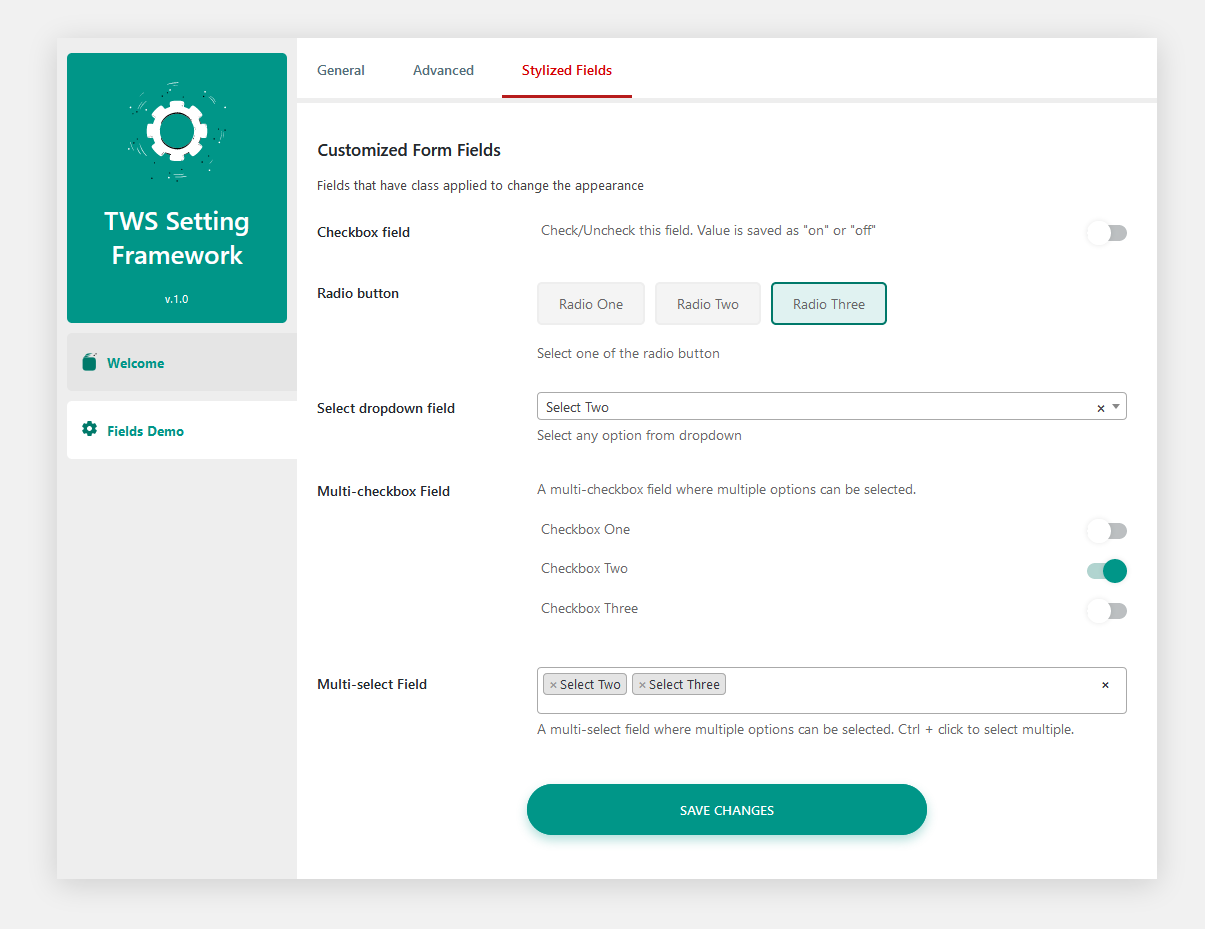 TWS Setting
Framework
v.1.0
Welcome
Fields Demo
General
Advanced
Stylized Fields
Customized Form Fields
Fields that have class applied to change the appearance
Checkbox field
Check/Uncheck this field. Value is saved as "on" or "off"
Radio button
Radio One
Radio Two
Radio Three
Select one of the radio button
Select dropdown field
Select Two
×
Select any option from dropdown
Multi-checkbox Field
A multi-checkbox field where multiple options can be selected.
Checkbox One
Checkbox Two
Checkbox Three
Multi-select Field
× Select Two
× Select Three
×
A multi-select field where multiple options can be selected. Ctrl + click to select multiple.
SAVE CHANGES